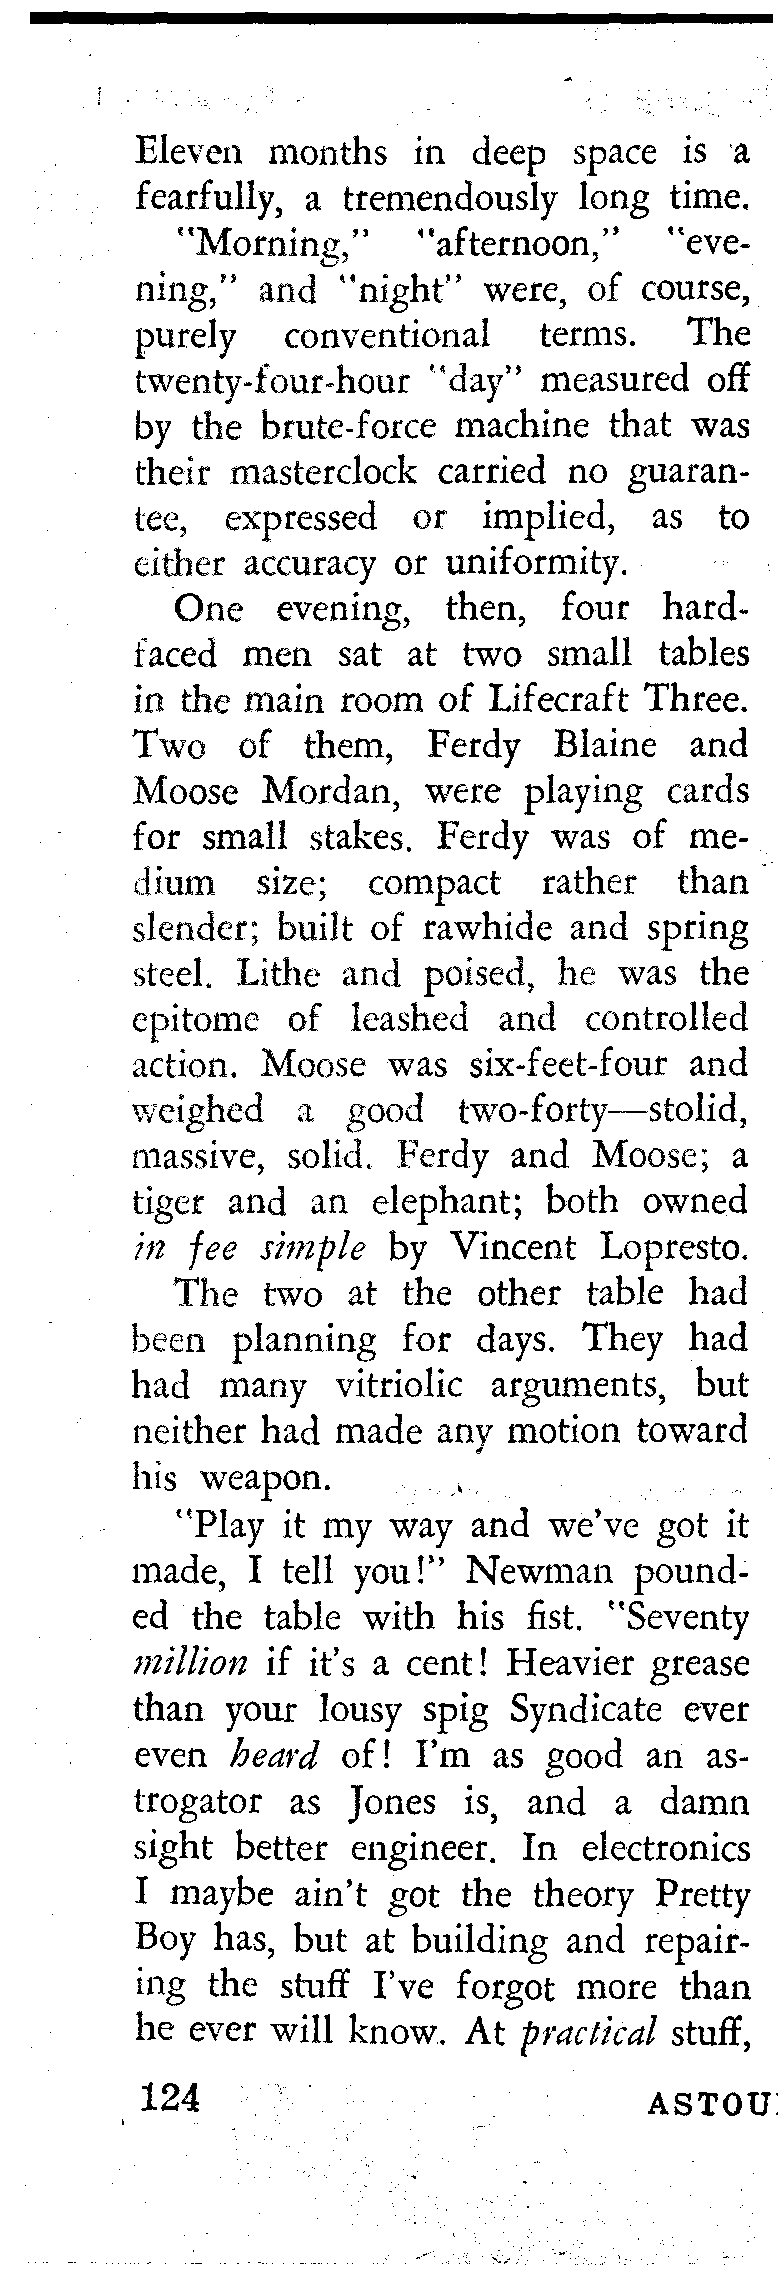 Eleven months in deep space is a
fearfully, a tremendously long time.
"Morning," "afternoon," "eve-
ning," and "night" were, of course,
purely conventional terms. The
twenty-four-hour "day" measured off
by the brute-force machine that was
their masterclock carried no guaran-
tee, expressed or implied, as to
either accuracy or uniformity.
One evening, then, four hard-
faced men sat at two small tables
in the main room of Lifecraft Three.
Two of them, Ferdy Blaine and
Moose Mordan, were playing cards
for small stakes. Ferdy was of me-
dium size; compact rather than
slender; built of rawhide and spring
steel. Lithe and poised, he was the
epitome of leashed and controlled
action. Moose was six-feet-four and
weighed a good two-forty—stolid,
massive, solid. Ferdy and Moose; a
tiger and an elephant; both owned
in fee simple by Vincent Lopresto.
The two at the other table had
been planning for days. They had
had many vitriolic arguments, but
neither had made any motion toward
his weapon.
"Play it my way and we've got it
made, I tell you!" Newman pound-
ed the table with his fist. "Seventy
million if it's a cent! Heavier grease
than your lousy spig Syndicate ever
even heard of! I'm as good an as-
trogator as Jones is, and a damn
sight better engineer. In electronics
I maybe ain't got the theory Pretty
Boy has, but at building and repair-
ing the stuff I've forgot more than
he ever will know. At practical stuff,
124 ASTOU